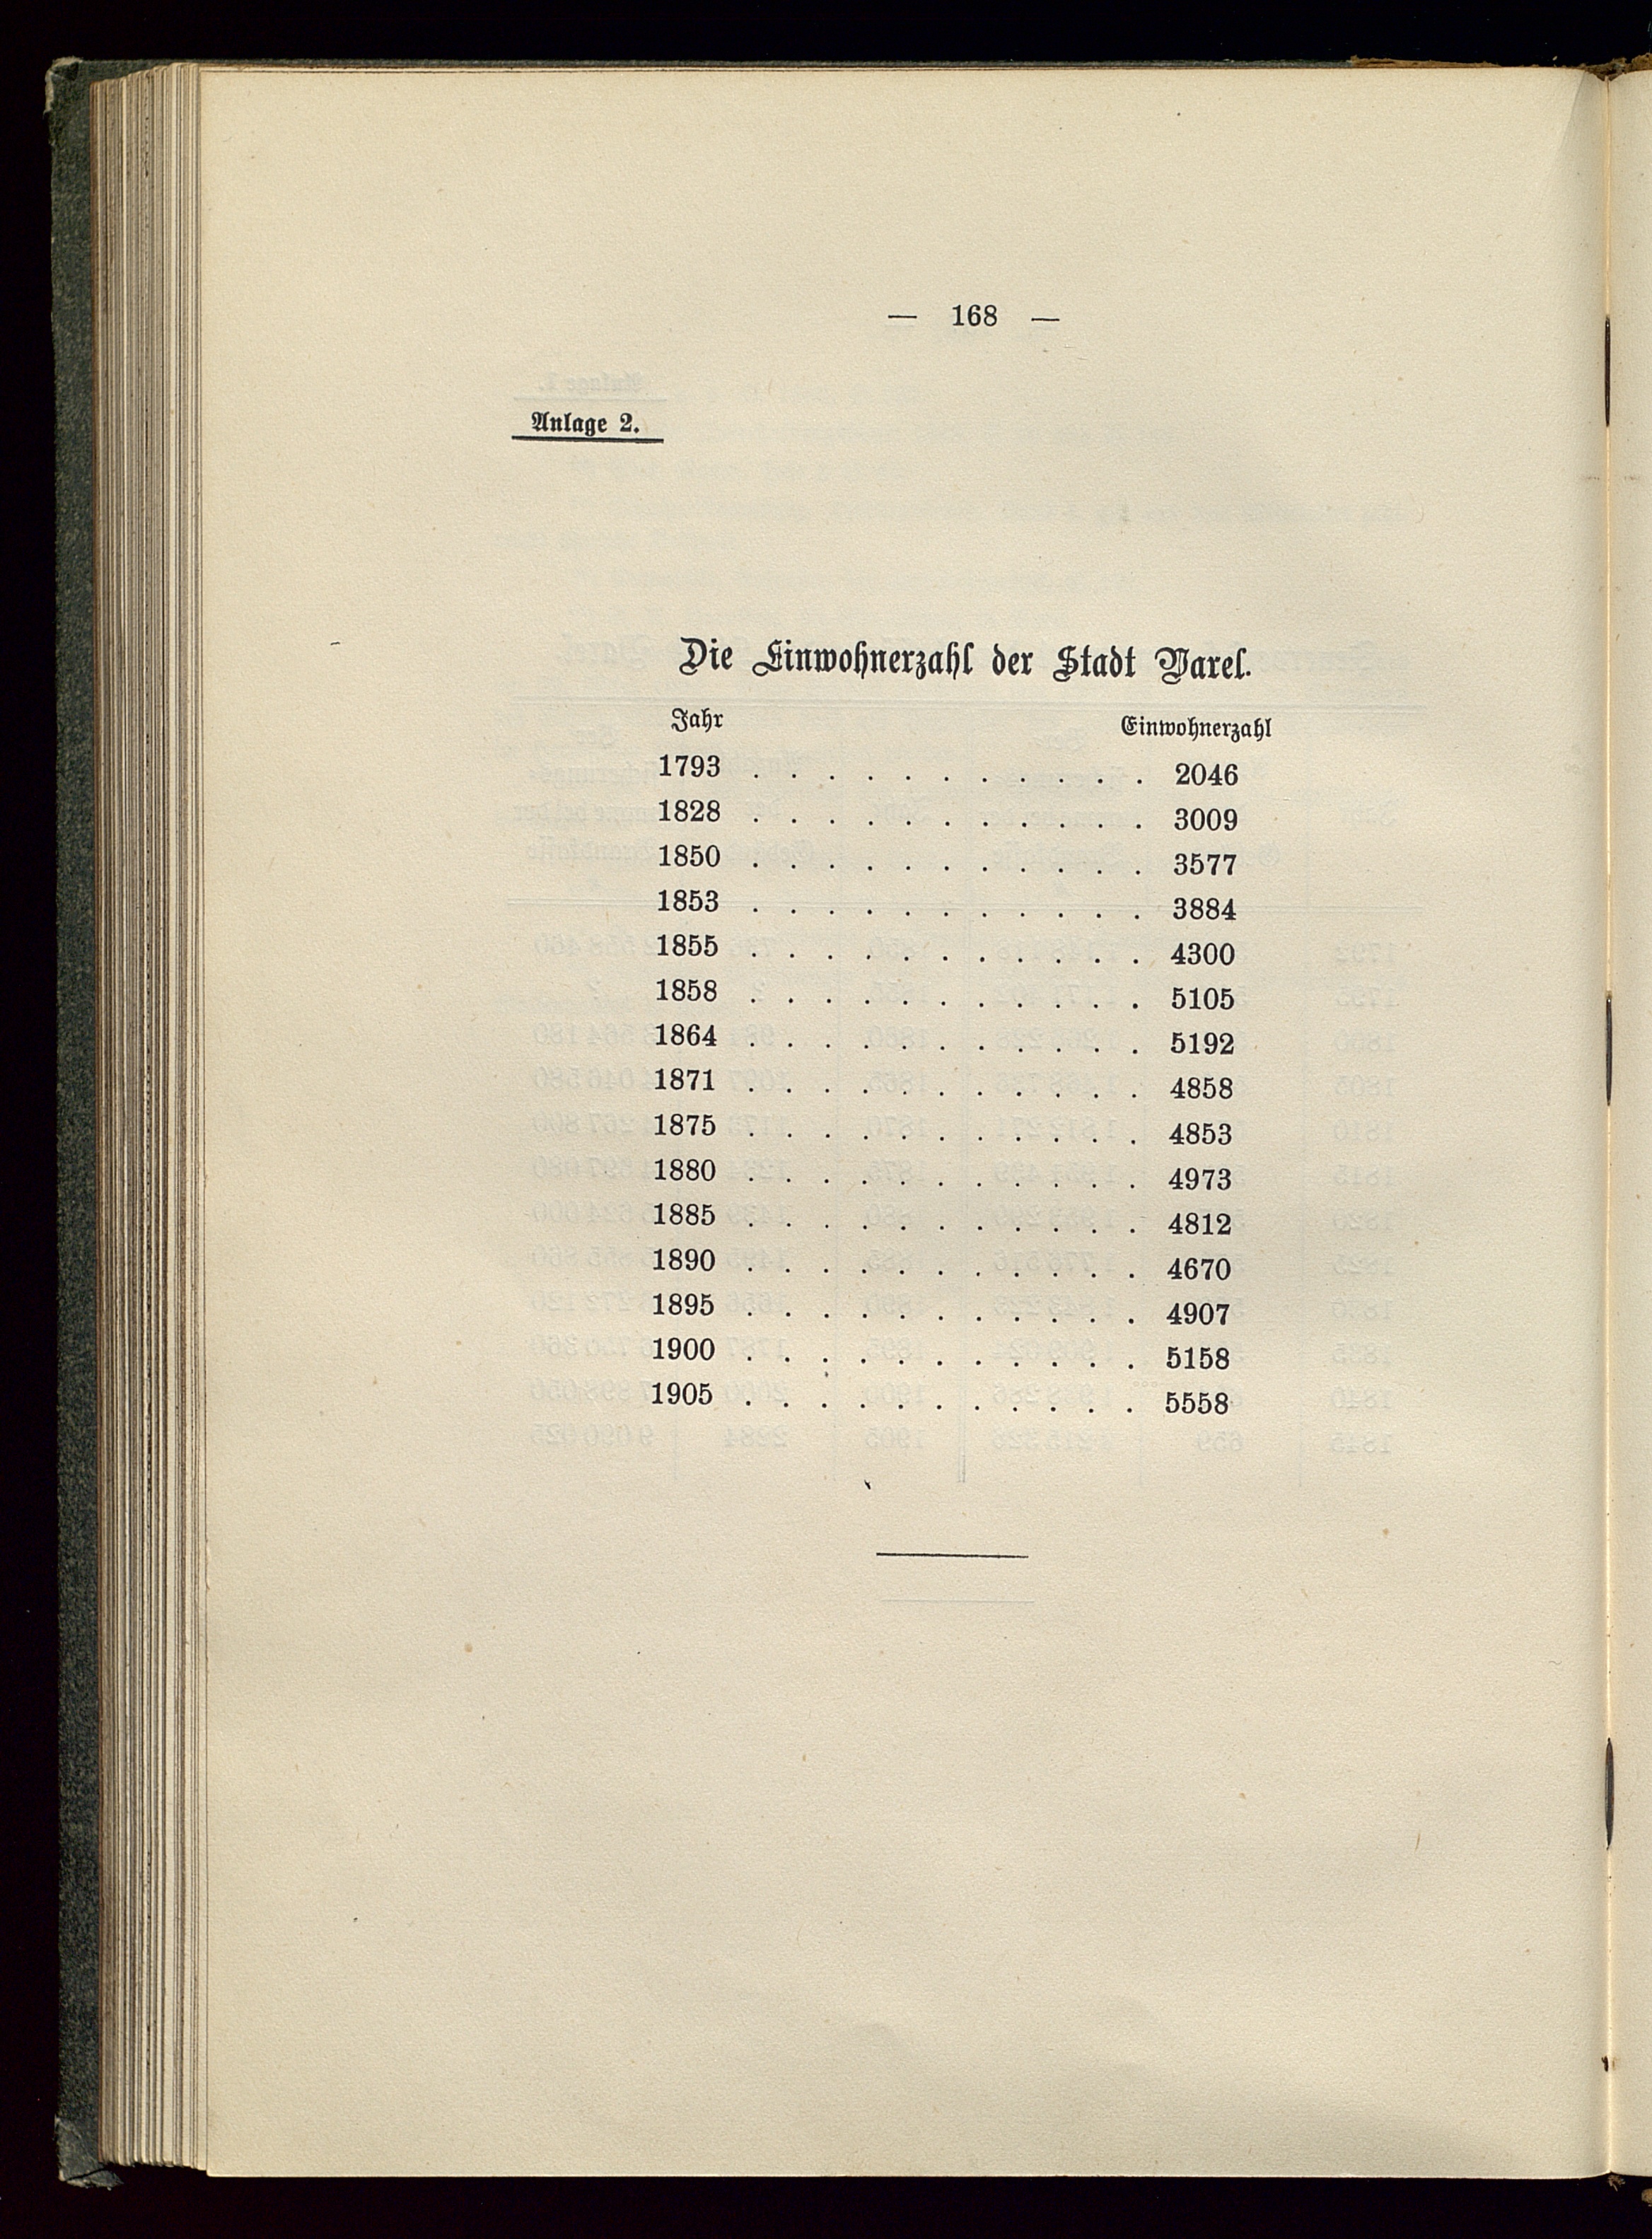 — 168 —
Anlage 2.
Die Einwohnerzahl der Stadt Varel.
Jahr Einwohnerzahl
1793 . . . . . . . . . . . 2046
1828 . . . . . . . . . . . 3009
1850 . . . . . . . . . . . 3577
1853 . . . . . . . . . . . 3884
1855 . . . . . . . . . . . 4300
1858 . . . . . . . . . . . 5105
1864 . . . . . . . . . . . 5192
1871 . . . . . . . . . . . 4858
1875 . . . . . . . . . . . 4853
1880 . . . . . . . . . . . 4973
1885 . . . . . . . . . . . 4812
1890 . . . . . . . . . . . 4670
1895 . . . . . . . . . . . 4907
1900 . . . . . . . . . . . 5158
1905 . . . . . . . . . . . 5558